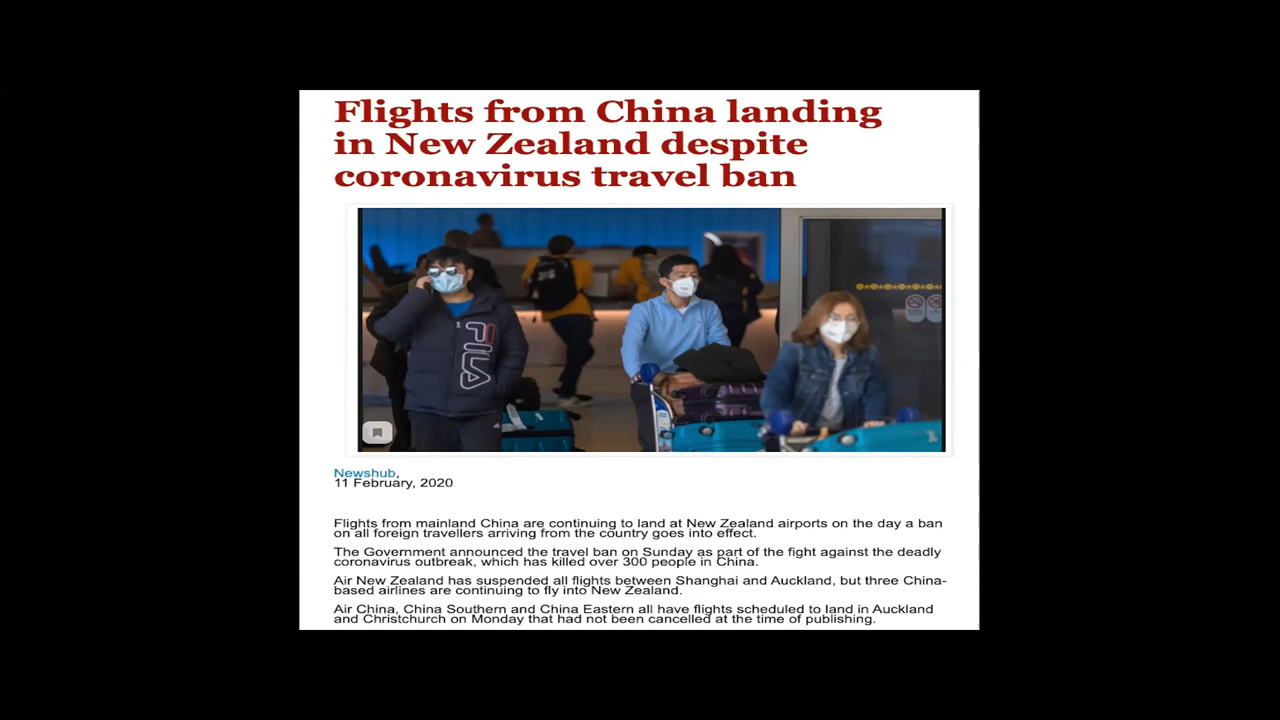 Flights from China landing
in New Zealand despite
coronavirus travel ban
FILA
Newshub,
11 February, 2020
Flights from mainland China are continuing to land at New Zealand airports on the day a ban
on all foreign travellers arriving from the country goes into effect.
The Government announced the travel ban on Sunday as part of the fight against the deadly
coronavirus outbreak, which has killed over 300 people in China.
Air New Zealand has suspended all flights between Shanghai and Auckland, but three China-
based airlines are continuing to fly into New Zealand.
Air China, China Southern and China Eastern all have flights scheduled to land in Auckland
and Christchurch on Monday that had not been cancelled at the time of publishing.